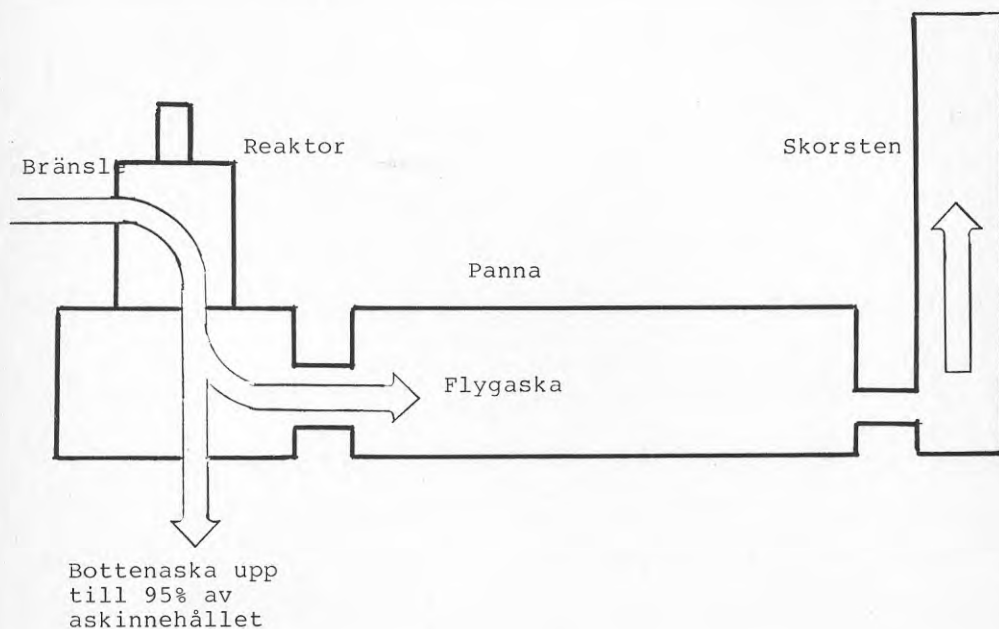 Reaktor
Skorsten
Bränsle
Panna
Flygaska
Bottenaska upp
till 95% av
askinnehållet